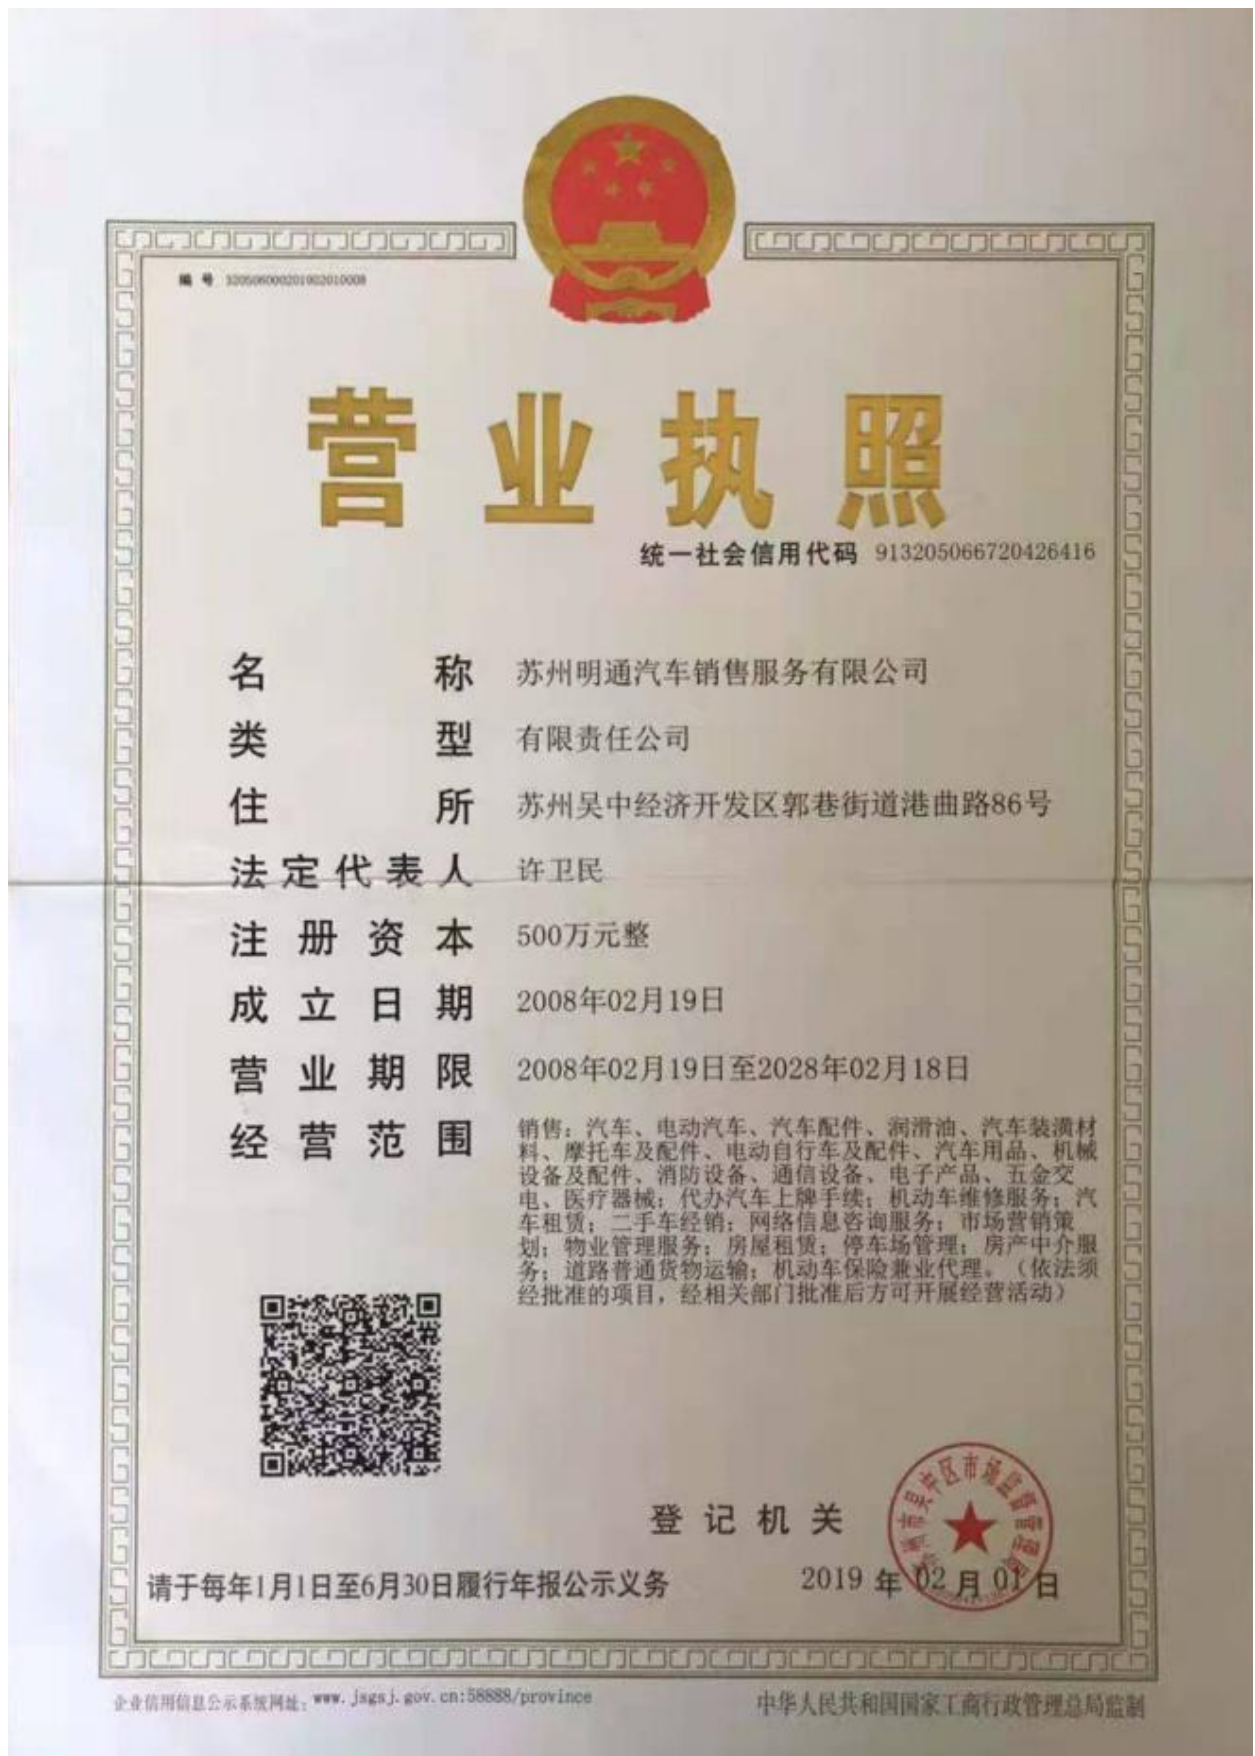 编 号 320506000201902010008
营业执照
统一社会信用代码 913205066720426416
名 称 苏州明通汽车销售服务有限公司
类 型 有限责任公司
住 所 苏州吴中经济开发区郭巷街道港曲路86号
法定代表人 许卫民
注册资本 500万元整
成立日期 2008年02月19日
营业期限 2008年02月19日至2028年02月18日
经营范围 销售：汽车、电动汽车、汽车配件、润滑油、汽车装潢材
料、摩托车及配件、电动自行车及配件、汽车用品、机械
设备及配件、消防设备、通信设备、电子产品、五金交
电、医疗器械；代办汽车上牌手续；机动车维修服务；汽
车租赁；二手车经销；网络信息咨询服务；市场营销策
划；物业管理服务；房屋租赁；停车场管理；房产中介服
务；道路普通货物运输；机动车保险兼业代理。（依法须
经批准的项目，经相关部门批准后方可开展经营活动）
登记机关
苏州市吴中区市场监督管理局
请于每年1月1日至6月30日履行年报公示义务
2019 年 02 月 01 日
企业信用信息公示系统网址：www.jsgsj.gov.cn:58888/province
中华人民共和国国家工商行政管理总局监制